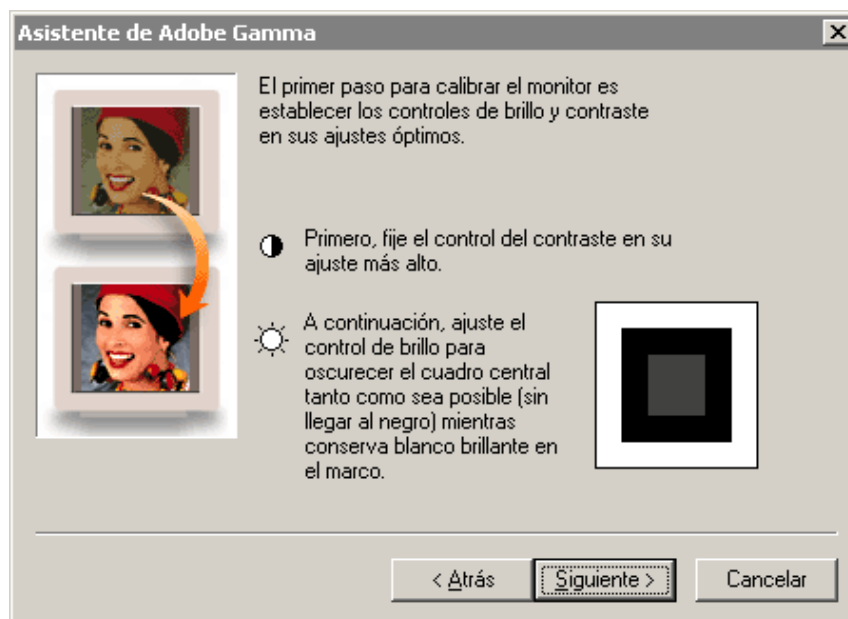 Asistente de Adobe Gamma
El primer paso para calibrar el monitor es
establecer los controles de brillo y contraste
en sus ajustes óptimos.
Primero, fije el control del contraste en su
ajuste más alto.
A continuación, ajuste el
control de brillo para
oscurecer el cuadro central
tanto como sea posible (sin
llegar al negro) mientras
conserva blanco brillante en
el marco.
< Atrás
Siguiente >
Cancelar